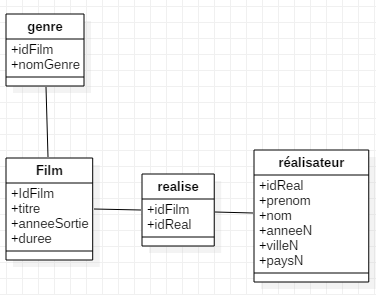 genre
+idFilm
+nomGenre
Film
+IdFilm
+titre
+anneeSortie
+duree
realise
+idFilm
+idReal
réalisateur
+idReal
+prenom
+nom
+anneeN
+villeN
+paysN